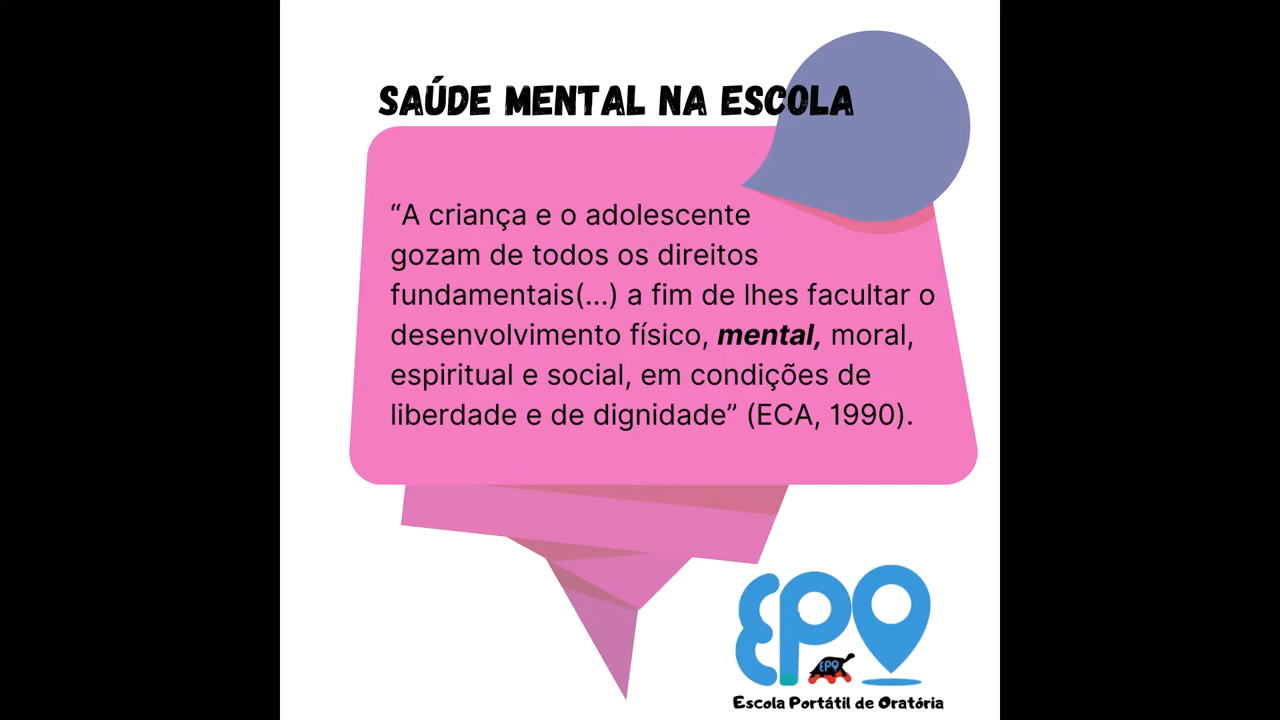 SAÚDE MENTAL NA ESCOLA
“A criança e o adolescente
gozam de todos os direitos
fundamentais(...) a fim de lhes facultar o
desenvolvimento físico, mental, moral,
espiritual e social, em condições de
liberdade e de dignidade” (ECA, 1990).
EPO
EPO
Escola Portátil de Oratória